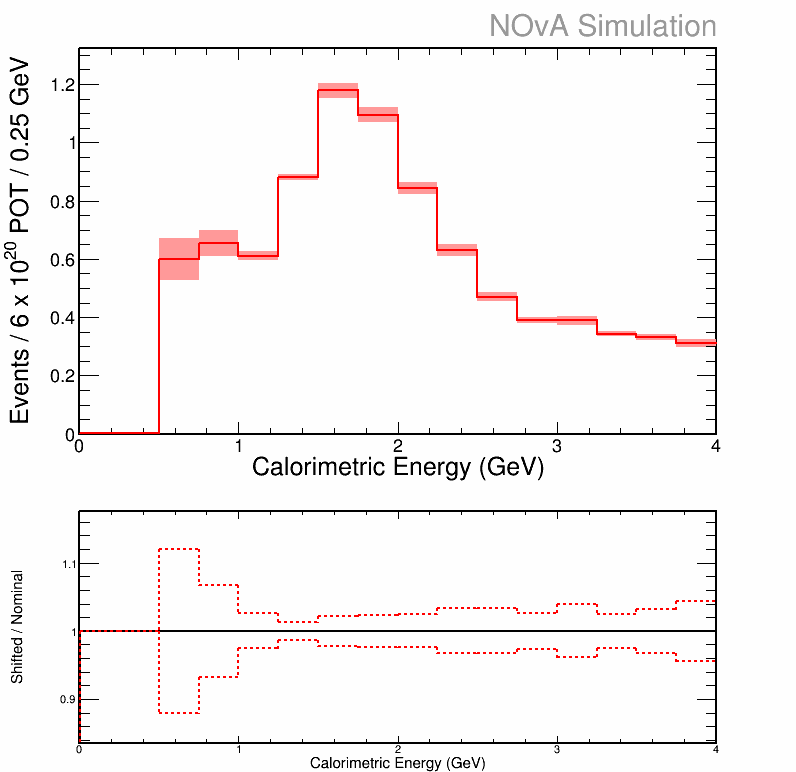 NOvA Simulation
Events / 6 x 10^20 POT / 0.25 GeV
1.2
1
0.8
0.6
0.4
0.2
0
0 1 2 3 4
Calorimetric Energy (GeV)
Shifted / Nominal
1.1
1
0.9
0 1 2 3 4
Calorimetric Energy (GeV)